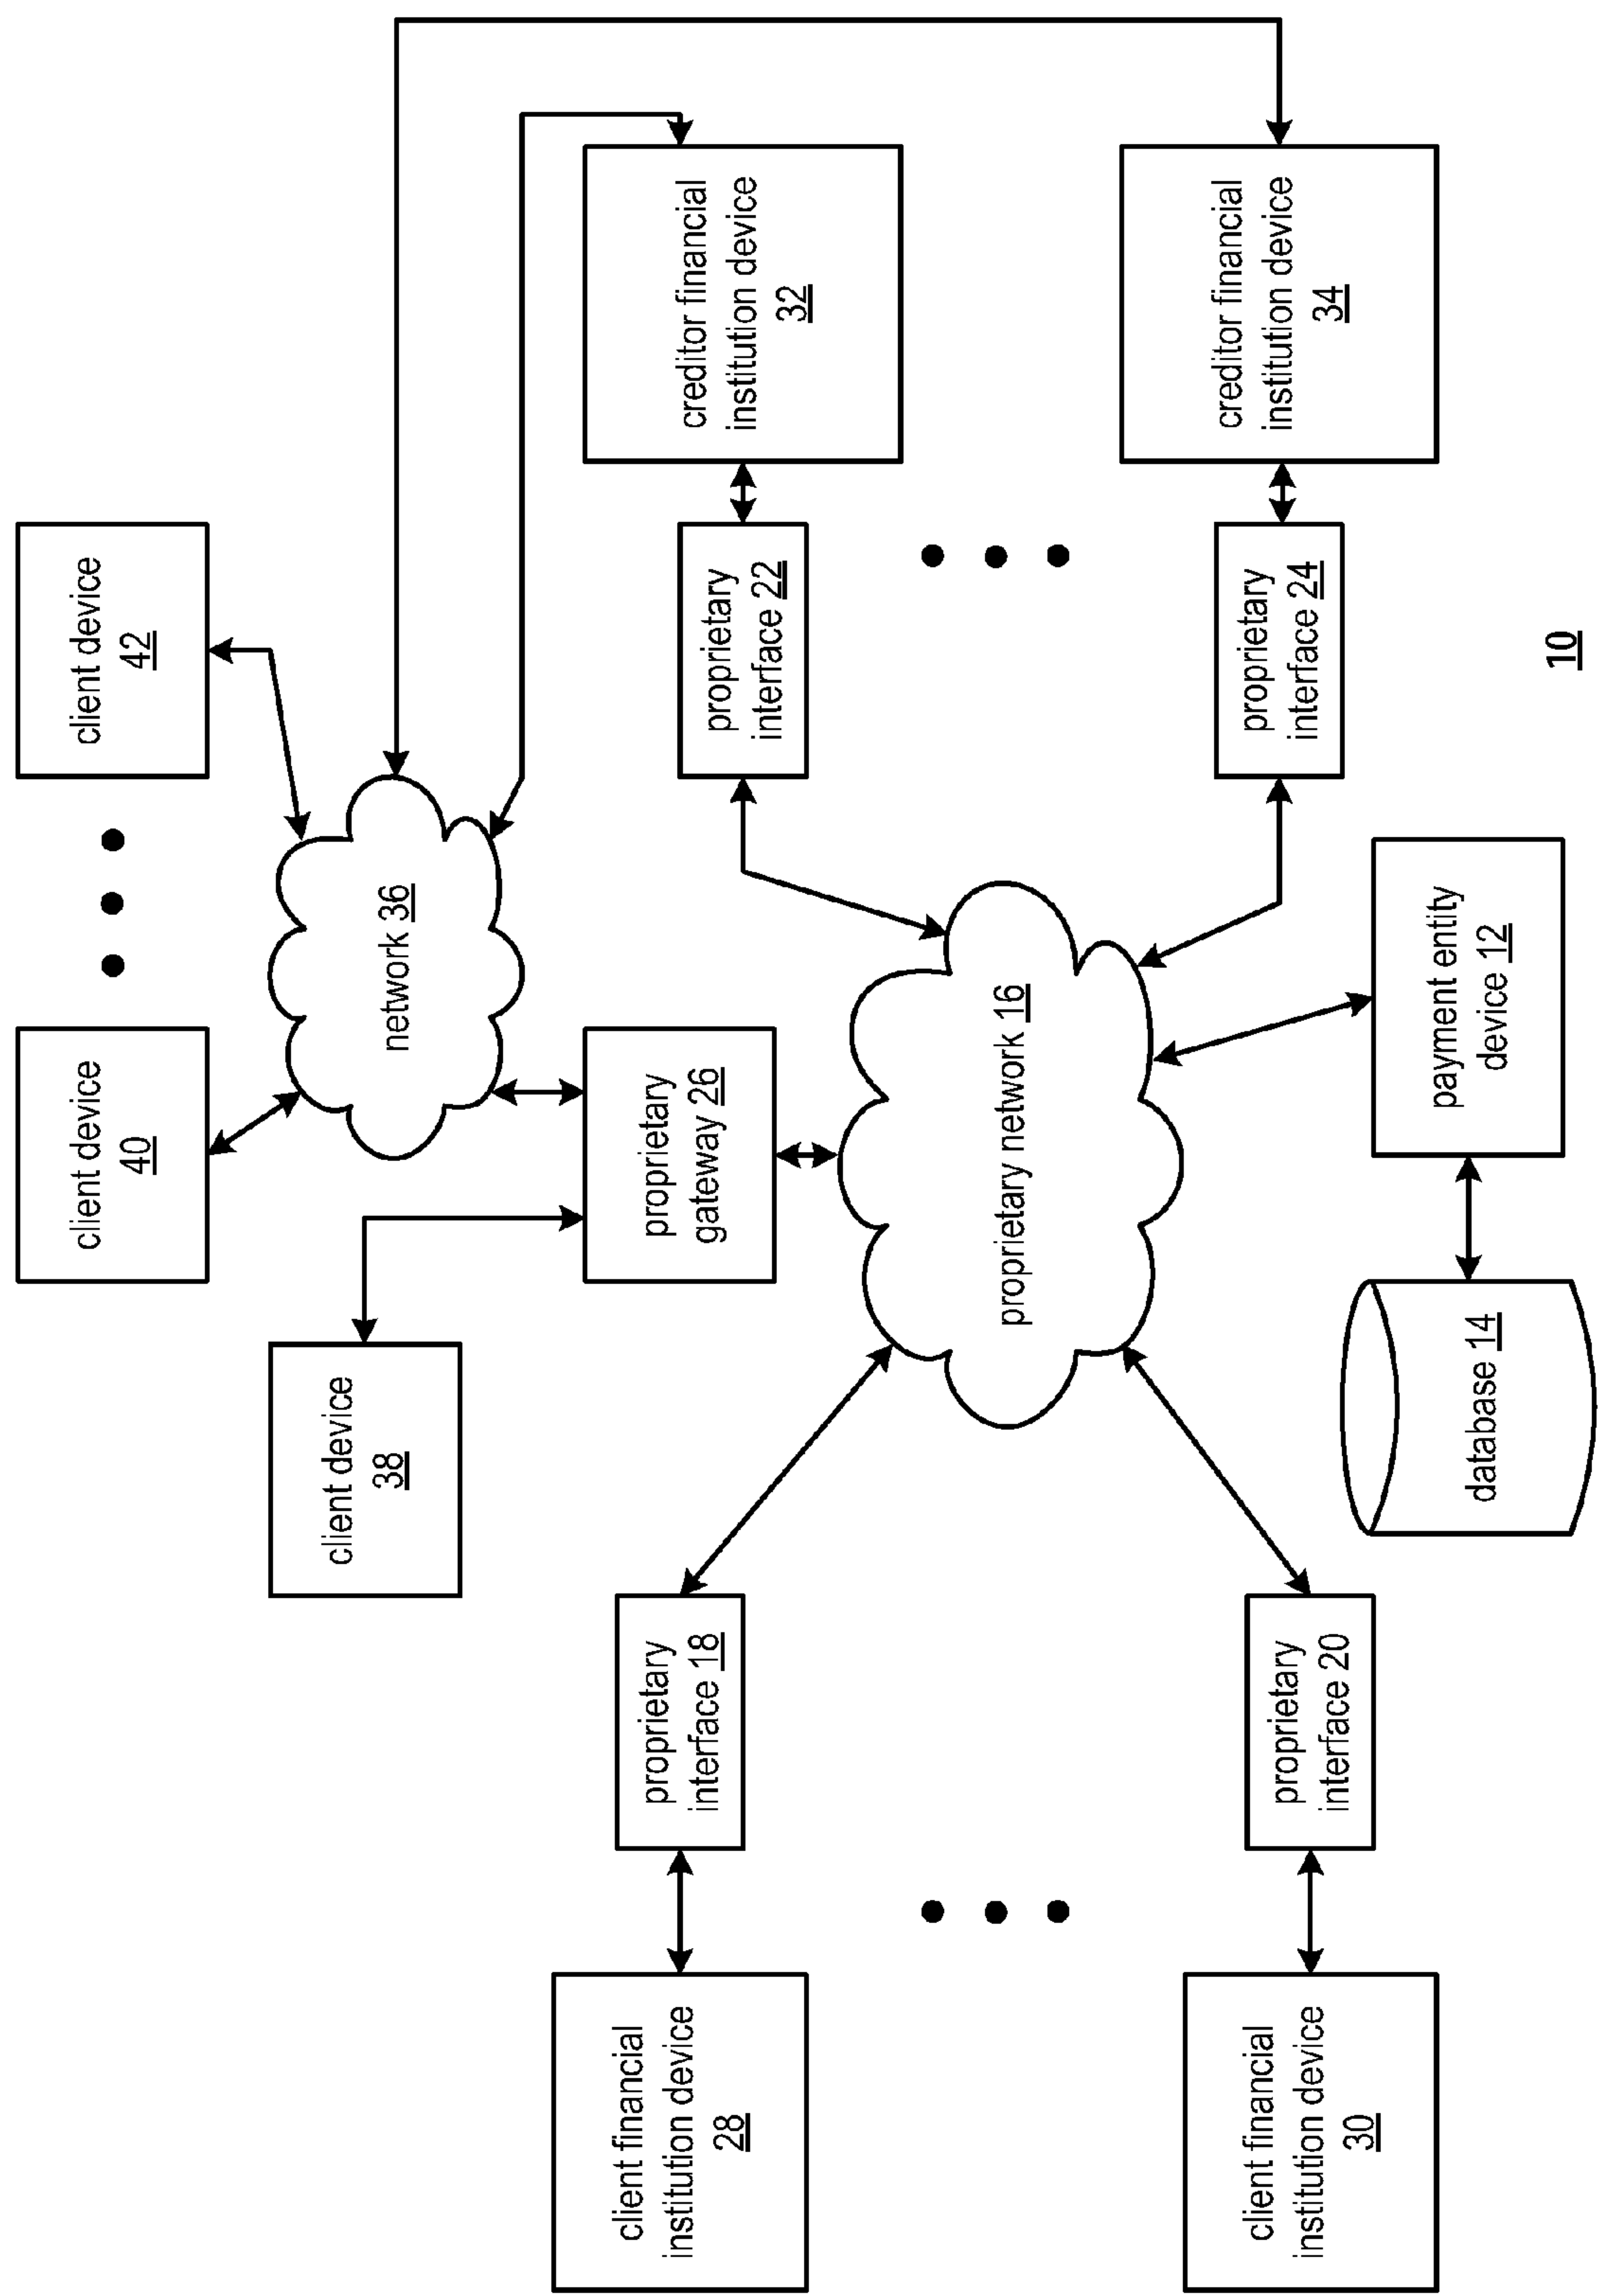 client device
38
client device
40
client device
42
network 36
proprietary
gateway 26
client financial
institution device
28
proprietary
interface 18
proprietary
interface 22
creditor financial
institution device
32
proprietary network 16
client financial
institution device
30
proprietary
interface 20
proprietary
interface 24
creditor financial
institution device
34
database 14
payment entity
device 12
10